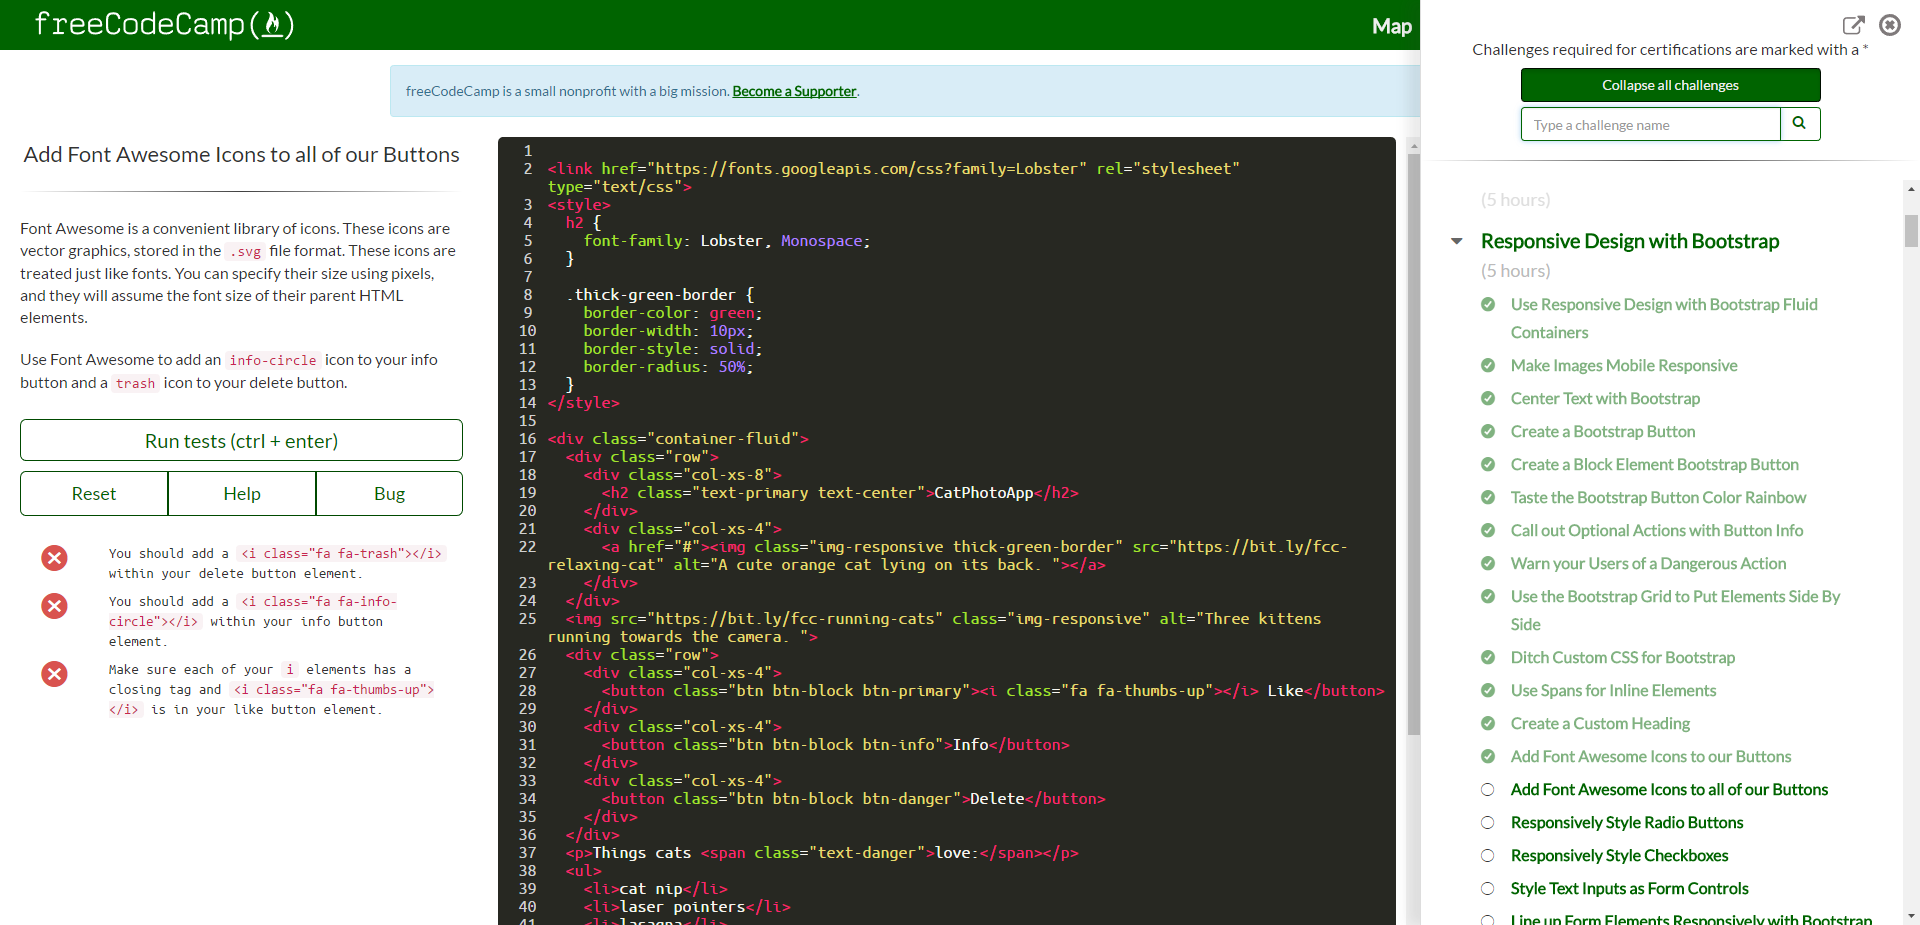 freeCodeCamp(🔥)
Map
freeCodeCamp is a small nonprofit with a big mission. Become a Supporter.
Add Font Awesome Icons to all of our Buttons
Font Awesome is a convenient library of icons. These icons are
vector graphics, stored in the .svg file format. These icons are
treated just like fonts. You can specify their size using pixels,
and they will assume the font size of their parent HTML
elements.
Use Font Awesome to add an info-circle icon to your info
button and a trash icon to your delete button.
Run tests (ctrl + enter)
Reset Help Bug
You should add a <i class="fa fa-trash"></i>
within your delete button element.
You should add a <i class="fa fa-info-
circle"></i> within your info button
element.
Make sure each of your i elements has a
closing tag and <i class="fa fa-thumbs-up">
</i> is in your like button element.
1
2 <link href="https://fonts.googleapis.com/css?family=Lobster" rel="stylesheet"
type="text/css">
3 <style>
4 h2 {
5 font-family: Lobster, Monospace;
6 }
7
8 .thick-green-border {
9 border-color: green;
10 border-width: 10px;
11 border-style: solid;
12 border-radius: 50%;
13 }
14 </style>
15
16 <div class="container-fluid">
17 <div class="row">
18 <div class="col-xs-8">
19 <h2 class="text-primary text-center">CatPhotoApp</h2>
20 </div>
21 <div class="col-xs-4">
22 <a href="#"><img class="img-responsive thick-green-border" src="https://bit.ly/fcc-
relaxing-cat" alt="A cute orange cat lying on its back. "></a>
23 </div>
24 </div>
25 <img src="https://bit.ly/fcc-running-cats" class="img-responsive" alt="Three kittens
running towards the camera. ">
26 <div class="row">
27 <div class="col-xs-4">
28 <button class="btn btn-block btn-primary"><i class="fa fa-thumbs-up"></i> Like</button>
29 </div>
30 <div class="col-xs-4">
31 <button class="btn btn-block btn-info">Info</button>
32 </div>
33 <div class="col-xs-4">
34 <button class="btn btn-block btn-danger">Delete</button>
35 </div>
36 </div>
37 <p>Things cats <span class="text-danger">love:</span></p>
38 <ul>
39 <li>cat nip</li>
40 <li>laser pointers</li>
41 <li>lasagna</li>
Challenges required for certifications are marked with a *
Collapse all challenges
Type a challenge name
(5 hours)
Responsive Design with Bootstrap
(5 hours)
Use Responsive Design with Bootstrap Fluid
Containers
Make Images Mobile Responsive
Center Text with Bootstrap
Create a Bootstrap Button
Create a Block Element Bootstrap Button
Taste the Bootstrap Button Color Rainbow
Call out Optional Actions with Button Info
Warn your Users of a Dangerous Action
Use the Bootstrap Grid to Put Elements Side By
Side
Ditch Custom CSS for Bootstrap
Use Spans for Inline Elements
Create a Custom Heading
Add Font Awesome Icons to our Buttons
Add Font Awesome Icons to all of our Buttons
Responsively Style Radio Buttons
Responsively Style Checkboxes
Style Text Inputs as Form Controls
Line up Form Elements Responsively with Bootstrap